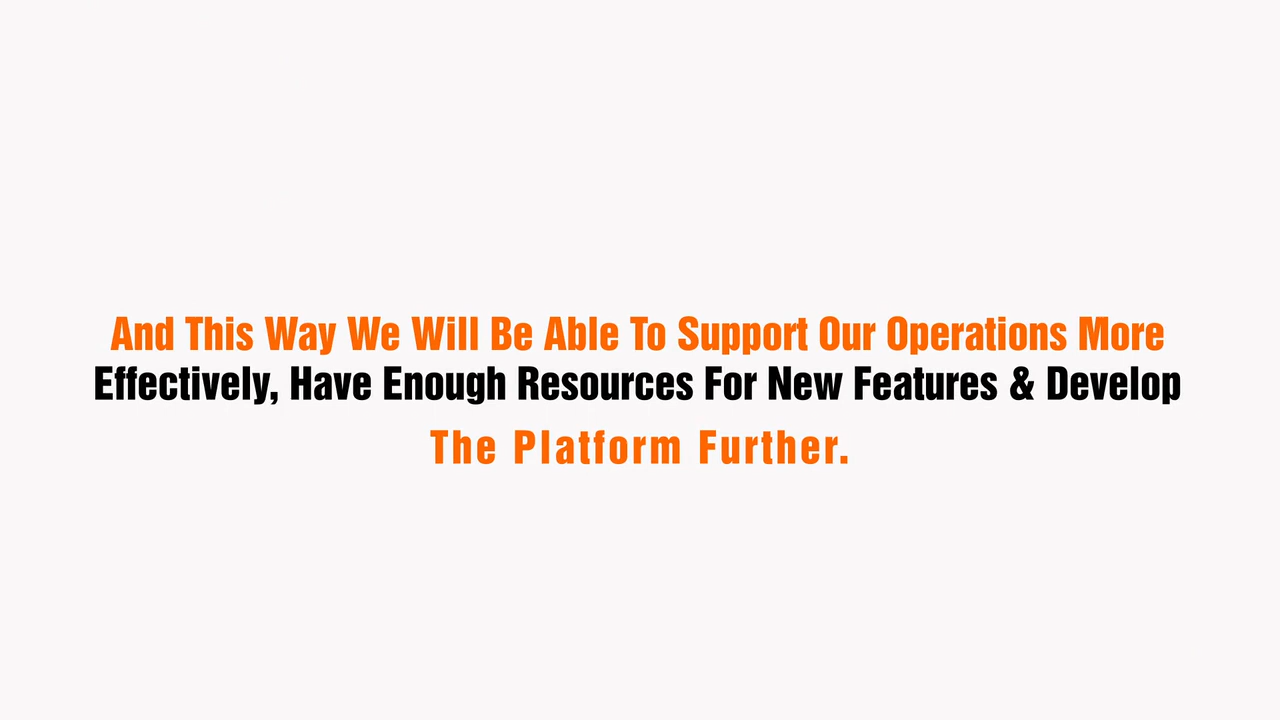 And This Way We Will Be Able To Support Our Operations More
Effectively, Have Enough Resources For New Features & Develop
The Platform Further.